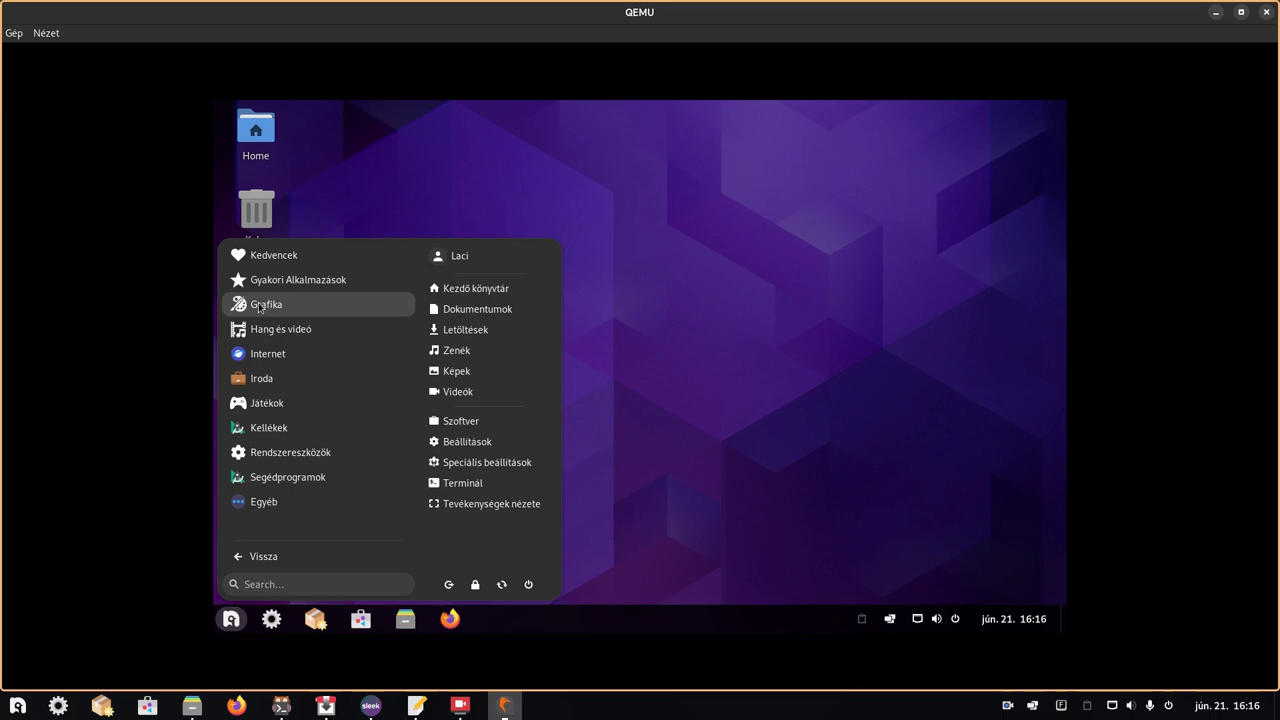 QEMU
Gép Nézet
Home
Kedvencek
Gyakori Alkalmazások
Grafika
Hang és videó
Internet
Iroda
Játékok
Kellékek
Rendszereszközök
Segédprogramok
Egyéb
Vissza
Search...
Laci
Kezdő könyvtár
Dokumentumok
Letöltések
Zenék
Képek
Videók
Szoftver
Beállítások
Speciális beállítások
Terminál
Tevékenységek nézete
jún. 21. 16:16
sleek
jún. 21. 16:16